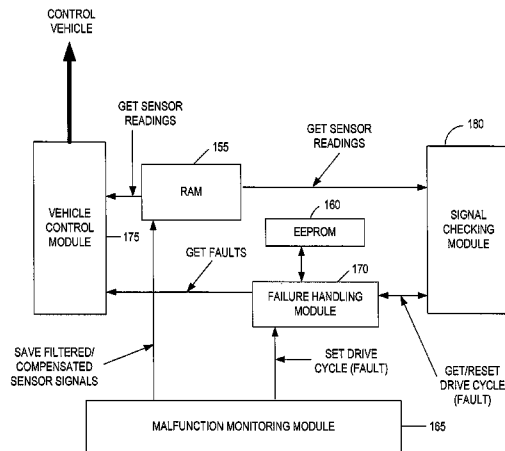 CONTROL
VEHICLE
GET SENSOR
READINGS
155
RAM
GET SENSOR
READINGS
180
VEHICLE
CONTROL
MODULE
175
160
EEPROM
SIGNAL
CHECKING
MODULE
GET FAULTS
170
FAILURE HANDLING
MODULE
SAVE FILTERED/
COMPENSATED
SENSOR SIGNALS
SET DRIVE
CYCLE (FAULT)
GET/RESET
DRIVE CYCLE
(FAULT)
MALFUNCTION MONITORING MODULE
165